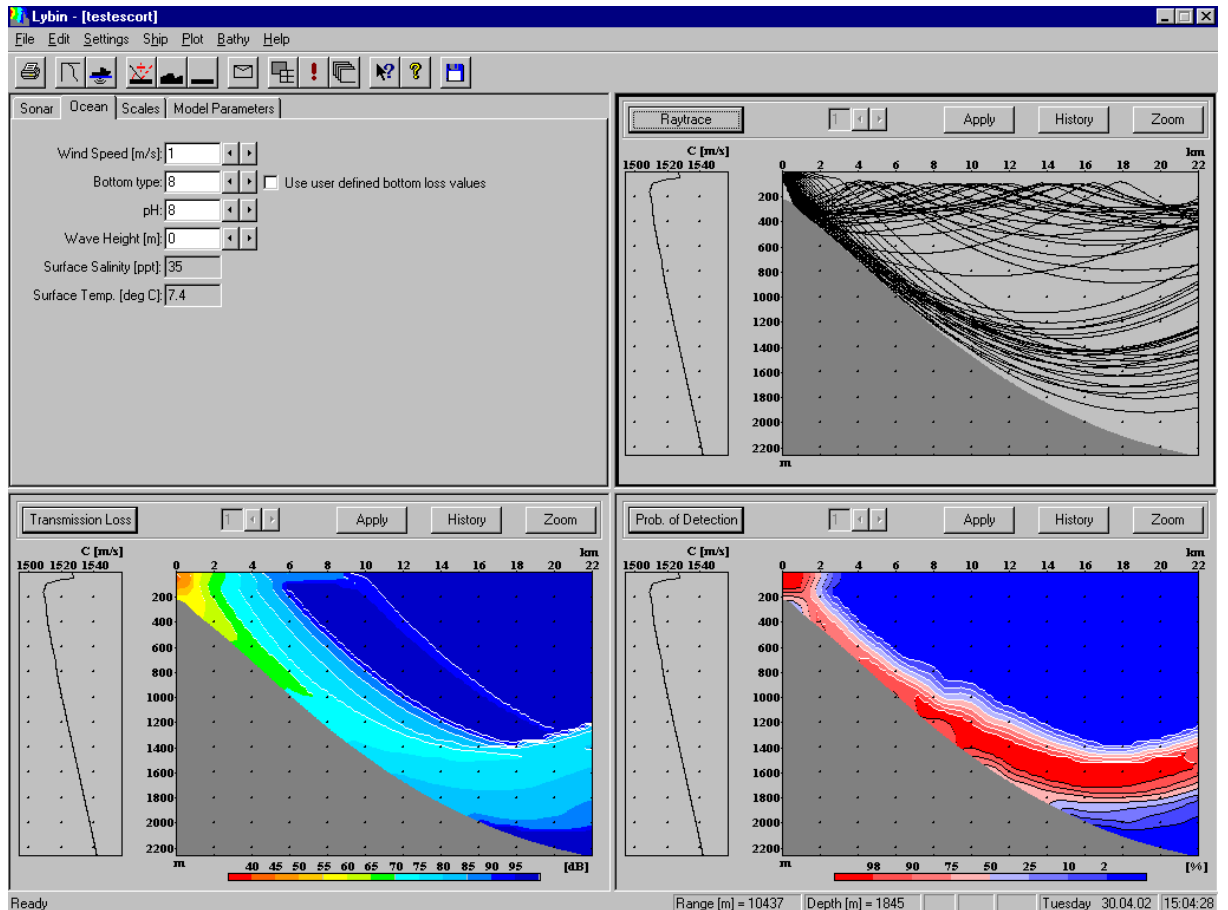 Lybin - [testescort]
File Edit Settings Ship Plot Bathy Help
Sonar Ocean Scales Model Parameters
Wind Speed [m/s]: 1
Bottom type: 8 Use user defined bottom loss values
pH: 8
Wave Height [m]: 0
Surface Salinity [ppt]: 35
Surface Temp. [deg C]: 7.4
Raytrace 1 Apply History Zoom
C [m/s] km
1500 1520 1540 0 2 4 6 8 10 12 14 16 18 20 22
200
400
600
800
1000
1200
1400
1600
1800
2000
2200
m
Transmission Loss 1 Apply History Zoom
C [m/s] km
1500 1520 1540 0 2 4 6 8 10 12 14 16 18 20 22
200
400
600
800
1000
1200
1400
1600
1800
2000
2200
m
40 45 50 55 60 65 70 75 80 85 90 95 [dB]
Prob. of Detection 1 Apply History Zoom
C [m/s] km
1500 1520 1540 0 2 4 6 8 10 12 14 16 18 20 22
200
400
600
800
1000
1200
1400
1600
1800
2000
2200
m
98 90 75 50 25 10 2 [%]
Ready Range [m] = 10437 Depth [m] = 1845 Tuesday 30.04.02 15:04:28